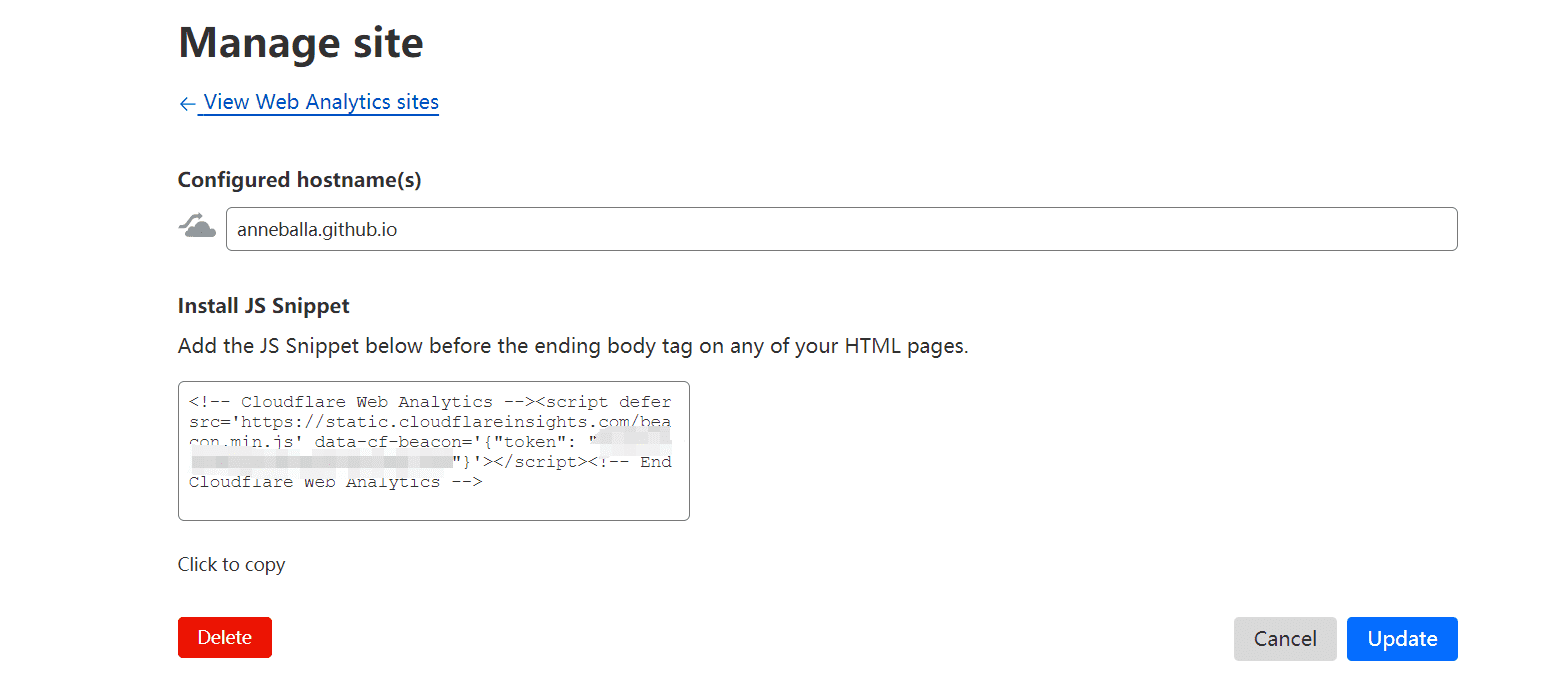 Manage site
← View Web Analytics sites
Configured hostname(s)
anneballa.github.io
Install JS Snippet
Add the JS Snippet below before the ending body tag on any of your HTML pages.
<!-- Cloudflare Web Analytics --><script defer
src='https://static.cloudflareinsights.com/bea
con.min.js' data-cf-beacon='{"token": "
"}'></script><!-- End
Cloudflare Web Analytics -->
Click to copy
Delete
Cancel
Update